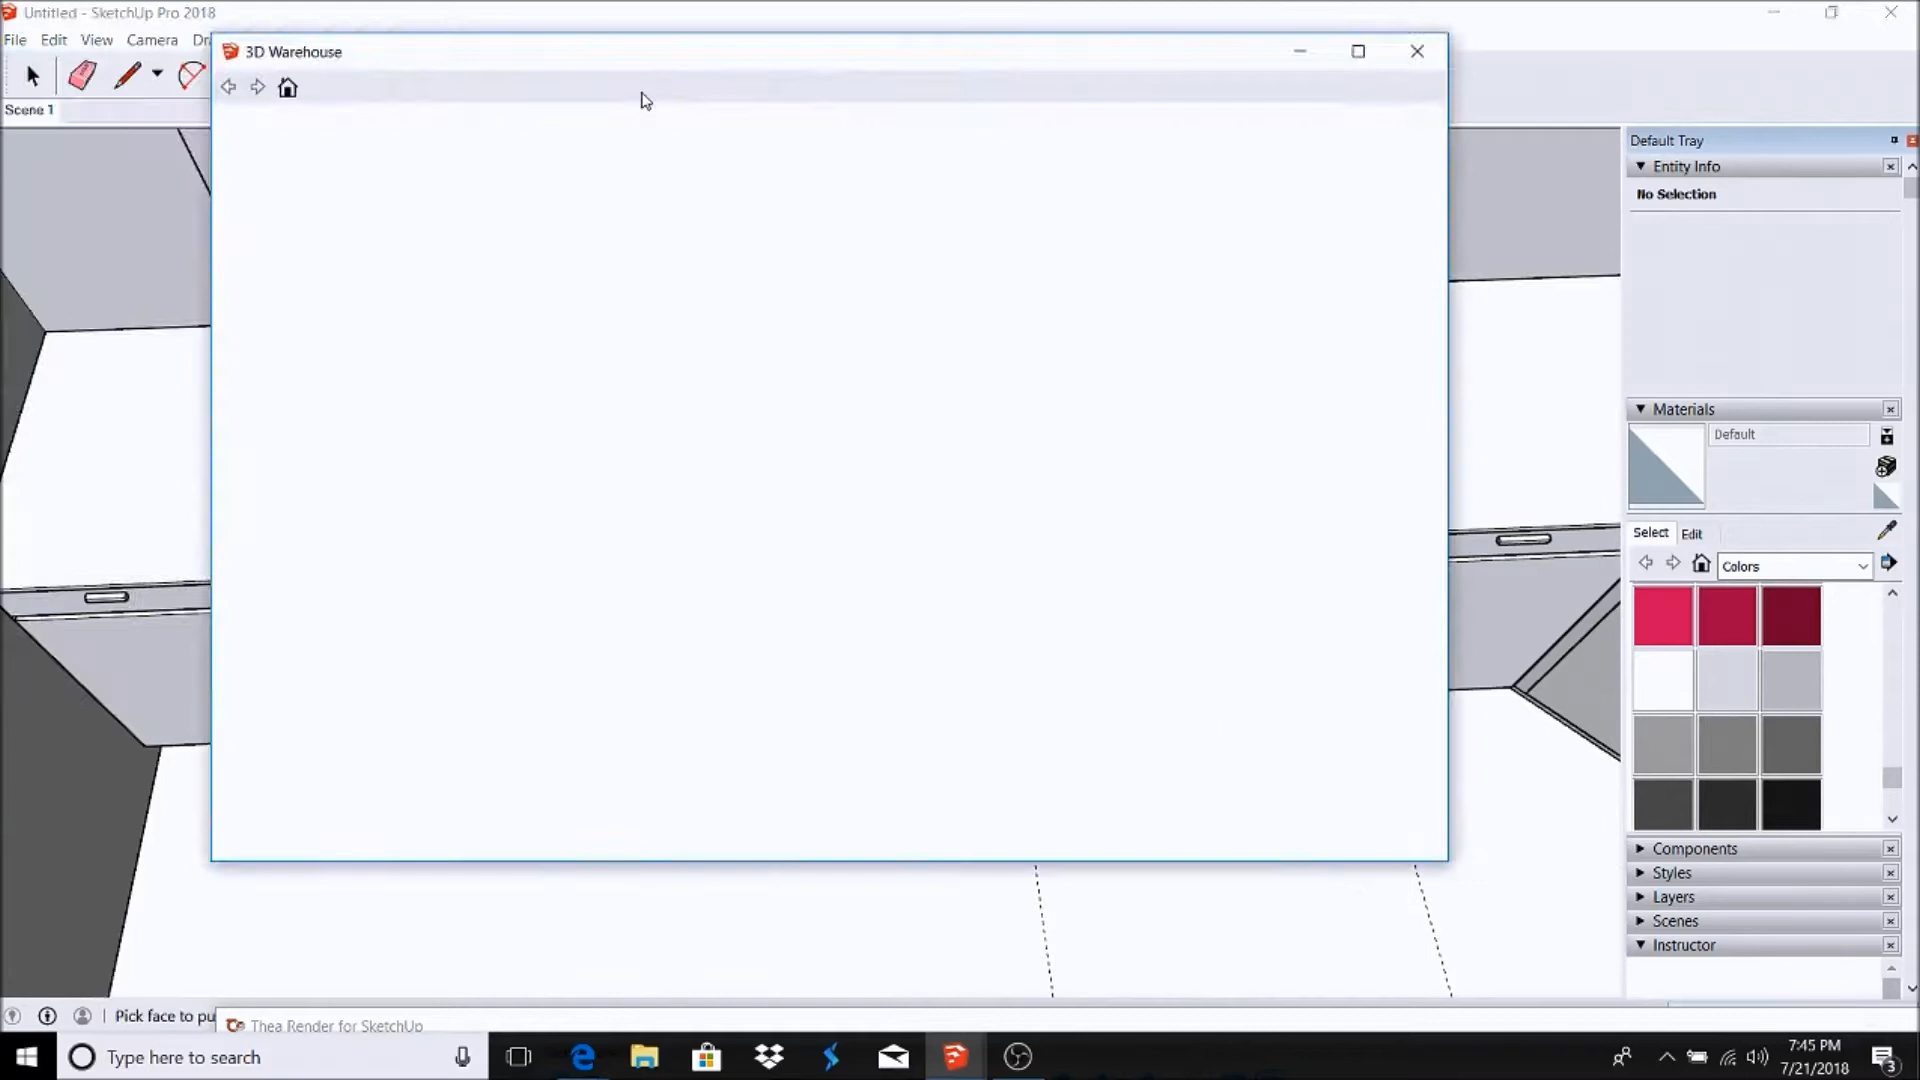 Untitled - SketchUp Pro 2018
File Edit View Camera
3D Warehouse
Scene 1
Default Tray
Entity Info
No Selection
Materials
Default
Select Edit
Colors
Components
Styles
Layers
Scenes
Instructor
Pick face to pu
Thea Render for SketchUp
Type here to search
7:45 PM
7/21/2018
3